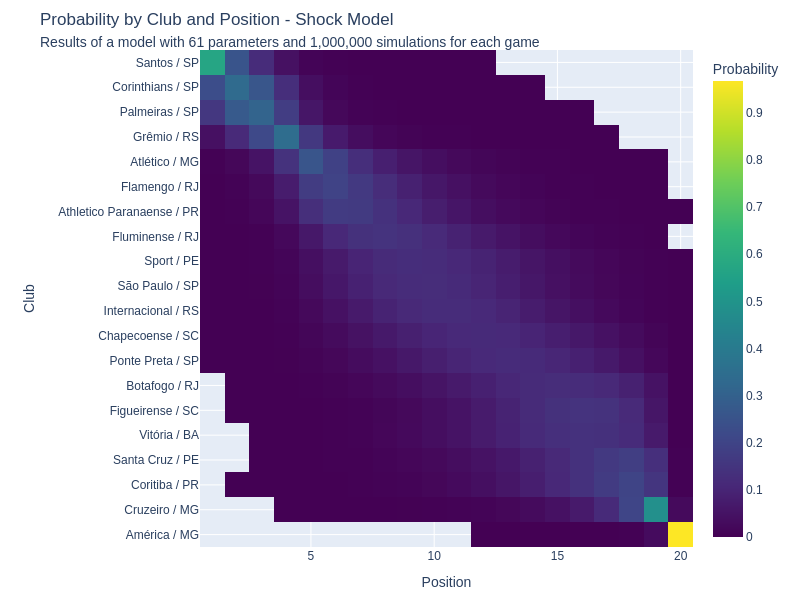 Probability by Club and Position - Shock Model
Results of a model with 61 parameters and 1,000,000 simulations for each game
Santos / SP
Corinthians / SP
Palmeiras / SP
Grêmio / RS
Atlético / MG
Flamengo / RJ
Athletico Paranaense / PR
Fluminense / RJ
Sport / PE
São Paulo / SP
Internacional / RS
Chapecoense / SC
Ponte Preta / SP
Botafogo / RJ
Figueirense / SC
Vitória / BA
Santa Cruz / PE
Coritiba / PR
Cruzeiro / MG
América / MG
Club
5
10
15
20
Position
Probability
0.9
0.8
0.7
0.6
0.5
0.4
0.3
0.2
0.1
0